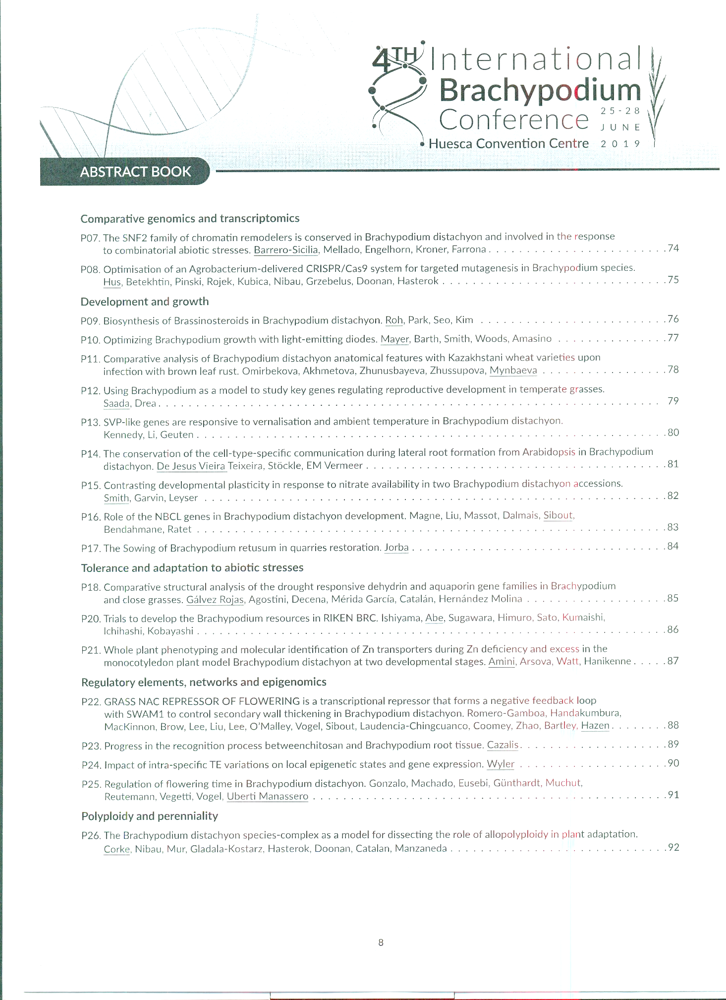 4TH International
Brachypodium
Conference 25-28
JUNE
Huesca Convention Centre 2019
ABSTRACT BOOK
Comparative genomics and transcriptomics
P07. The SNF2 family of chromatin remodelers is conserved in Brachypodium distachyon and involved in the response
to combinatorial abiotic stresses. Barrero-Sicilia, Mellado, Engelhorn, Kroner, Farrona . . . . . . . . . . . . . . . . . . . . . . . .74
P08. Optimisation of an Agrobacterium-delivered CRISPR/Cas9 system for targeted mutagenesis in Brachypodium species.
Hus, Betekhtin, Pinski, Rojek, Kubica, Nibau, Grzebelus, Doonan, Hasterok . . . . . . . . . . . . . . . . . . . . . . . . . . . . . .75
Development and growth
P09. Biosynthesis of Brassinosteroids in Brachypodium distachyon. Roh, Park, Seo, Kim . . . . . . . . . . . . . . . . . . . . . . . . .76
P10. Optimizing Brachypodium growth with light-emitting diodes. Mayer, Barth, Smith, Woods, Amasino . . . . . . . . . . . . . . .77
P11. Comparative analysis of Brachypodium distachyon anatomical features with Kazakhstani wheat varieties upon
infection with brown leaf rust. Omirbekova, Akhmetova, Zhunusbayeva, Zhussupova, Mynbaeva . . . . . . . . . . . . . . . . .78
P12. Using Brachypodium as a model to study key genes regulating reproductive development in temperate grasses.
Saada, Drea . . . . . . . . . . . . . . . . . . . . . . . . . . . . . . . . . . . . . . . . . . . . . . . . . . . . . . . . . . . . . . . . . . 79
P13. SVP-like genes are responsive to vernalisation and ambient temperature in Brachypodium distachyon.
Kennedy, Li, Geuten . . . . . . . . . . . . . . . . . . . . . . . . . . . . . . . . . . . . . . . . . . . . . . . . . . . . . . . . . . . . . .80
P14. The conservation of the cell-type-specific communication during lateral root formation from Arabidopsis in Brachypodium
distachyon. De Jesus Vieira Teixeira, Stöckle, EM Vermeer . . . . . . . . . . . . . . . . . . . . . . . . . . . . . . . . . . . . . . . .81
P15. Contrasting developmental plasticity in response to nitrate availability in two Brachypodium distachyon accessions.
Smith, Garvin, Leyser . . . . . . . . . . . . . . . . . . . . . . . . . . . . . . . . . . . . . . . . . . . . . . . . . . . . . . . . . . . . .82
P16. Role of the NBCL genes in Brachypodium distachyon development. Magne, Liu, Massot, Dalmais, Sibout,
Bendahmane, Ratet . . . . . . . . . . . . . . . . . . . . . . . . . . . . . . . . . . . . . . . . . . . . . . . . . . . . . . . . . . . . . .83
P17. The Sowing of Brachypodium retusum in quarries restoration. Jorba . . . . . . . . . . . . . . . . . . . . . . . . . . . . . . . . . .84
Tolerance and adaptation to abiotic stresses
P18. Comparative structural analysis of the drought responsive dehydrin and aquaporin gene families in Brachypodium
and close grasses. Gálvez Rojas, Agostini, Decena, Mérida García, Catalán, Hernández Molina . . . . . . . . . . . . . . . . . . .85
P20. Trials to develop the Brachypodium resources in RIKEN BRC. Ishiyama, Abe, Sugawara, Himuro, Sato, Kumaishi,
Ichihashi, Kobayashi . . . . . . . . . . . . . . . . . . . . . . . . . . . . . . . . . . . . . . . . . . . . . . . . . . . . . . . . . . . . . .86
P21. Whole plant phenotyping and molecular identification of Zn transporters during Zn deficiency and excess in the
monocotyledon plant model Brachypodium distachyon at two developmental stages. Amini, Arsova, Watt, Hanikenne . . . . .87
Regulatory elements, networks and epigenomics
P22. GRASS NAC REPRESSOR OF FLOWERING is a transcriptional repressor that forms a negative feedback loop
with SWAM1 to control secondary wall thickening in Brachypodium distachyon. Romero-Gamboa, Handakumbura,
MacKinnon, Brow, Lee, Liu, Lee, O'Malley, Vogel, Sibout, Laudencia-Chingcuanco, Coomey, Zhao, Bartley, Hazen . . . . . . . .88
P23. Progress in the recognition process betweenchitosan and Brachypodium root tissue. Cazalis. . . . . . . . . . . . . . . . . . . .89
P24. Impact of intra-specific TE variations on local epigenetic states and gene expression. Wyler . . . . . . . . . . . . . . . . . . . .90
P25. Regulation of flowering time in Brachypodium distachyon. Gonzalo, Machado, Eusebi, Günthardt, Muchut,
Reutemann, Vegetti, Vogel, Uberti Manassero . . . . . . . . . . . . . . . . . . . . . . . . . . . . . . . . . . . . . . . . . . . . . . .91
Polyploidy and perenniality
P26. The Brachypodium distachyon species-complex as a model for dissecting the role of allopolyploidy in plant adaptation.
Corke, Nibau, Mur, Gladala-Kostarz, Hasterok, Doonan, Catalan, Manzaneda . . . . . . . . . . . . . . . . . . . . . . . . . . . . .92
8